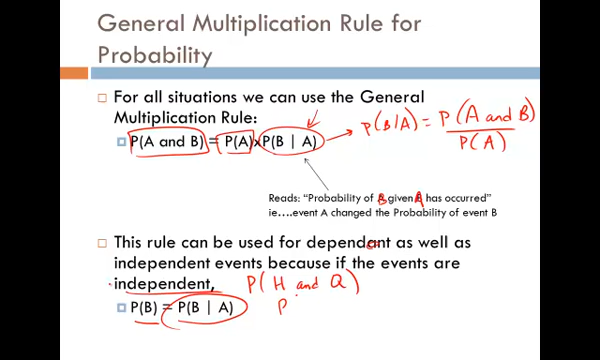 General Multiplication Rule for
Probability
For all situations we can use the General
Multiplication Rule:
P(A and B) = P(A)xP(B | A)
P(B/A) = P(A and B)
P(A)
Reads: “Probability of B given A has occurred”
ie....event A changed the Probability of event B
This rule can be used for dependent as well as
independent events because if the events are
independent,
P(H and Q)
P(B) = P(B | A)
P